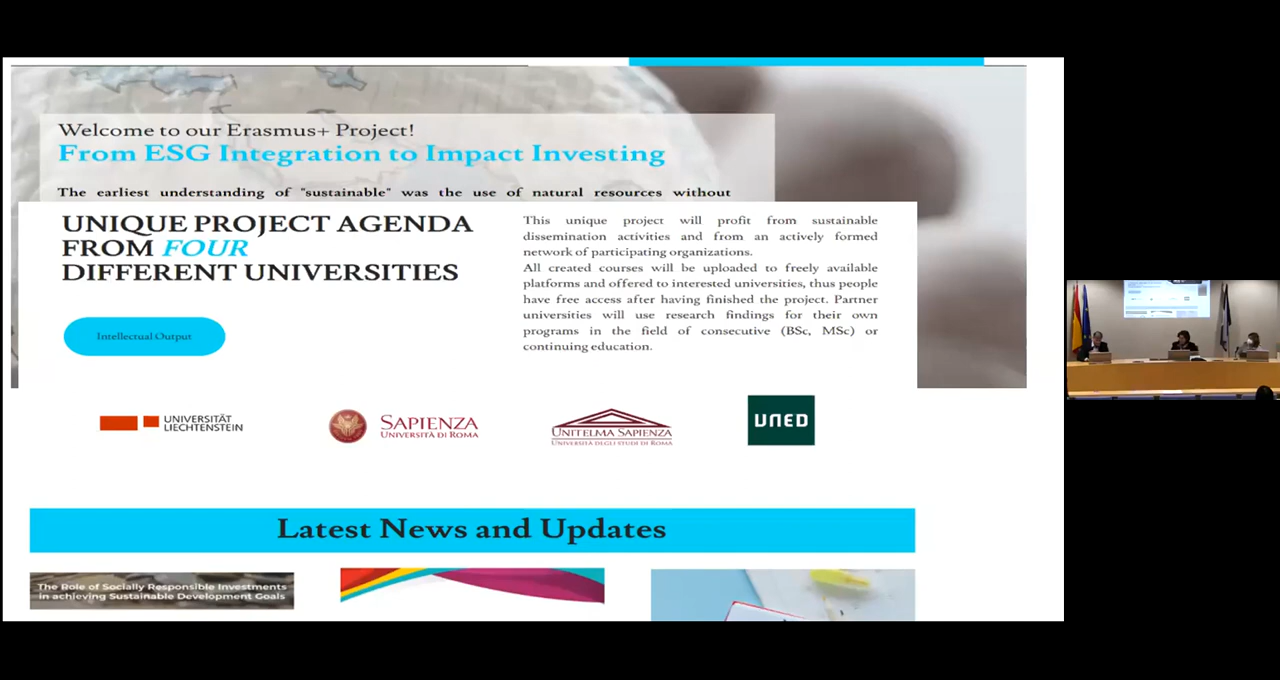 Welcome to our Erasmus+ Project!
From ESG Integration to Impact Investing
The earliest understanding of "sustainable" was the use of natural resources without
UNIQUE PROJECT AGENDA
FROM FOUR
DIFFERENT UNIVERSITIES
Intellectual Output
This unique project will profit from sustainable
dissemination activities and from an actively formed
network of participating organizations.
All created courses will be uploaded to freely available
platforms and offered to interested universities, thus people
have free access after having finished the project. Partner
universities will use research findings for their own
programs in the field of consecutive (BSc, MSc) or
continuing education.
UNIVERSITÄT
LIECHTENSTEIN
SAPIENZA
UNIVERSITÀ DI ROMA
UNITELMA SAPIENZA
UNIVERSITÀ DEGLI STUDI DI ROMA
UNED
Latest News and Updates
The Role of Socially Responsible Investments
in achieving Sustainable Development Goals